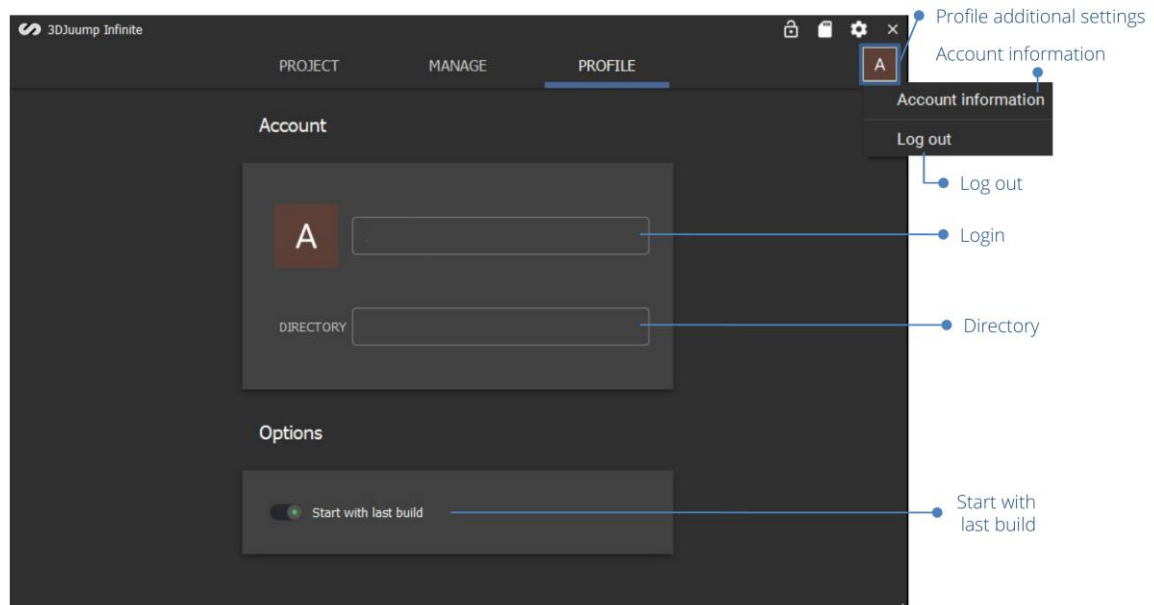 3DJuump Infinite
Profile additional settings
PROJECT MANAGE PROFILE
A
Account information
Account information
Log out
Account
Log out
A
Login
DIRECTORY
Directory
Options
Start with last build
Start with
last build